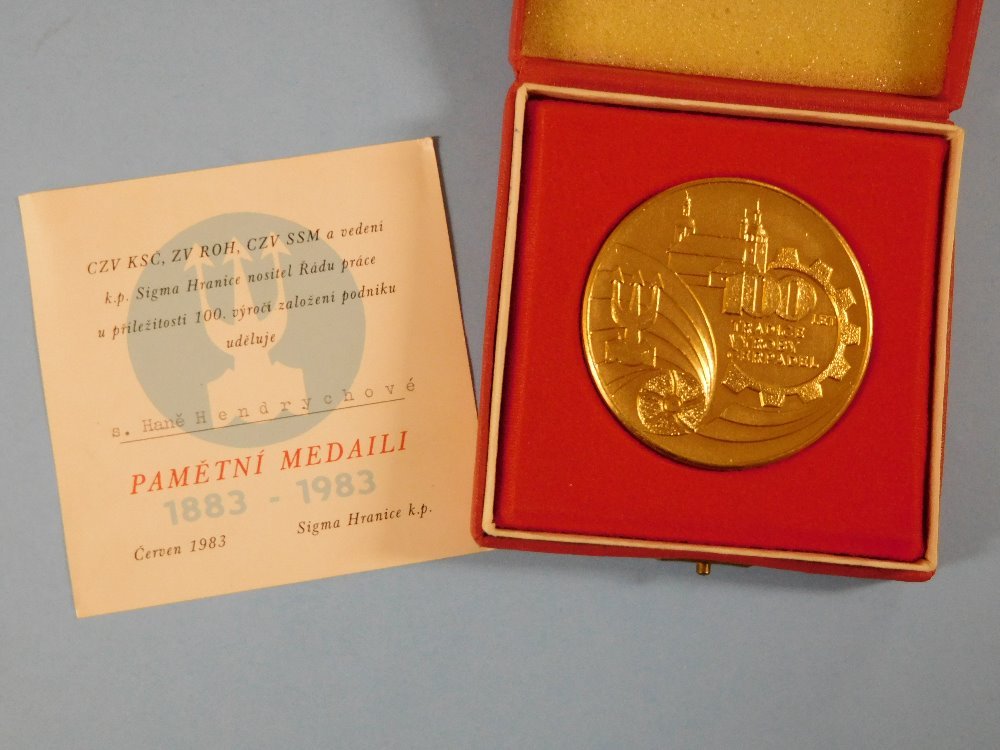 CZV KSČ, ZV ROH, CZV SSM a vedení
k.p. Sigma Hranice nositel Řádu práce
u příležitosti 100. výročí založení podniku
uděluje
s. Haně Hendrychové
PAMĚTNÍ MEDAILI
1883 - 1983
Červen 1983
Sigma Hranice k.p.
100 LET
TRADICE
VÝROBY
ČERPADEL